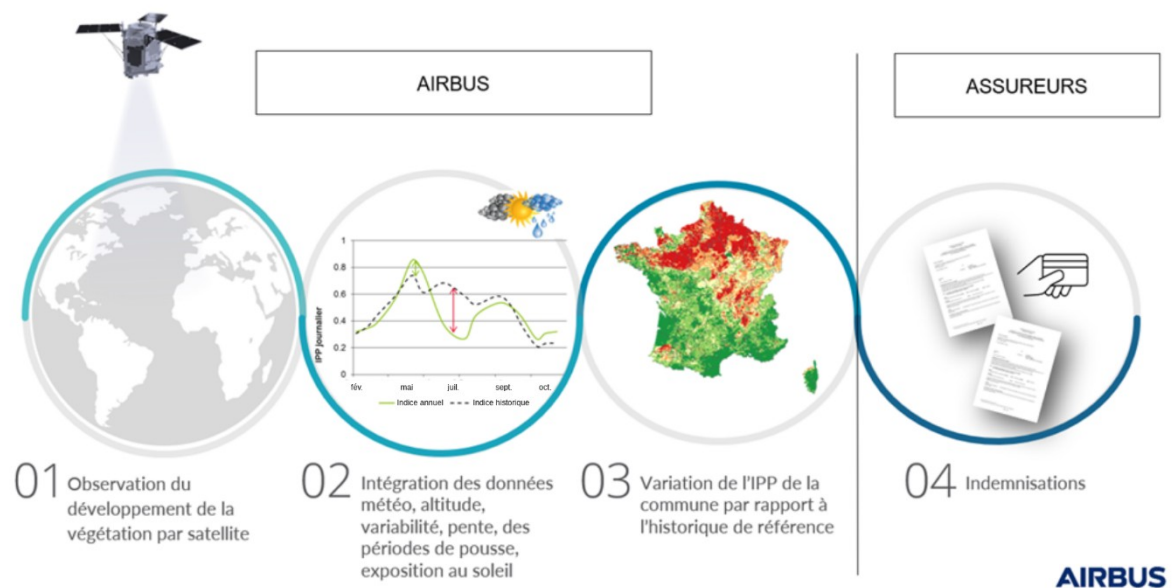 AIRBUS
ASSUREURS
1
0.8
0.6
0.4
0.2
0
IPP journalier
fév.
mai
juil.
sept.
oct.
Indice annuel
Indice historique
01
Observation du
développement de la
végétation par satellite
02
Intégration des données
météo, altitude,
variabilité, pente, des
périodes de pousse,
exposition au soleil
03
Variation de l'IPP de la
commune par rapport à
l'historique de référence
04
Indemnisations
AIRBUS